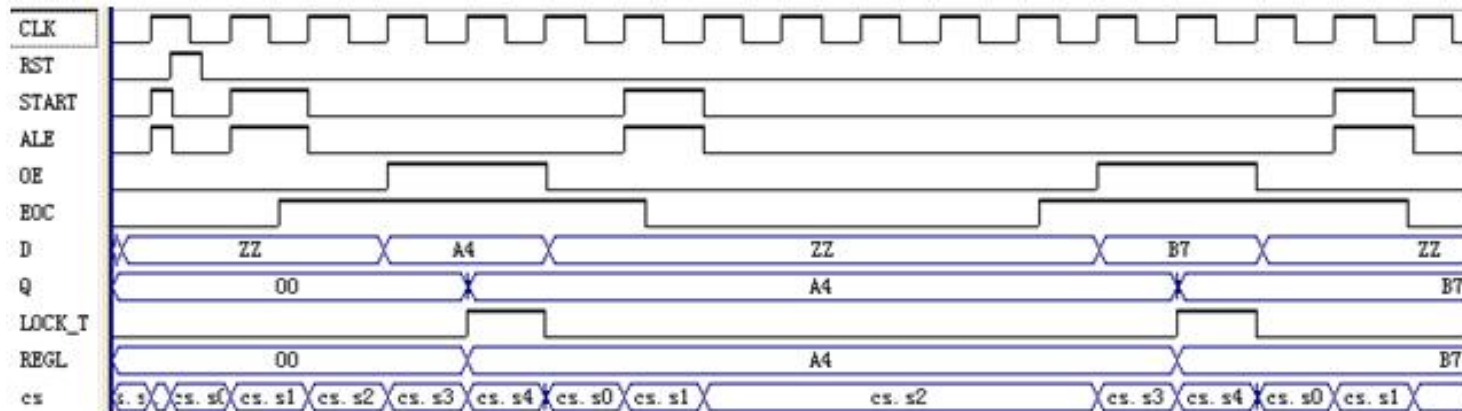 CLK
RST
START
ALE
OE
EOC
D ZZ A4 ZZ B7 ZZ
Q 00 A4 B7
LOCK_T
REGL 00 A4 B7
cs cs.s0 cs.s1 cs.s2 cs.s3 cs.s4 cs.s0 cs.s1 cs.s2 cs.s3 cs.s4 cs.s0 cs.s1